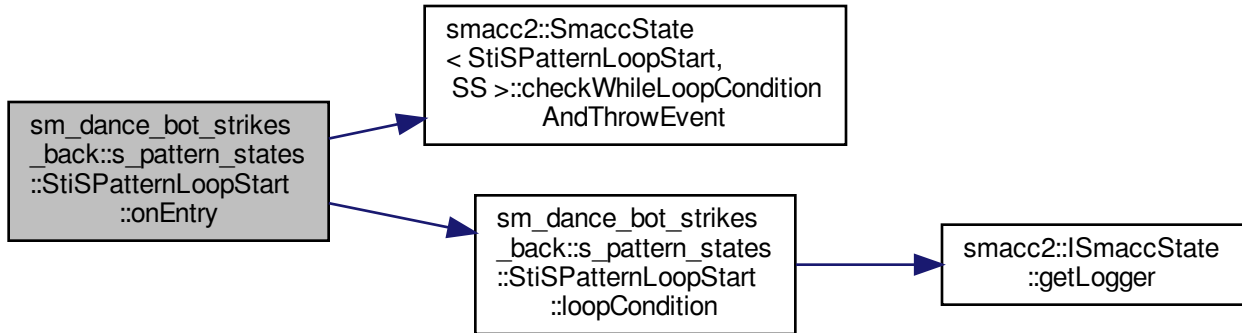 sm_dance_bot_strikes
_back::s_pattern_states
::StiSPatternLoopStart
::onEntry
smacc2::SmaccState
< StiSPatternLoopStart,
SS >::checkWhileLoopCondition
AndThrowEvent
sm_dance_bot_strikes
_back::s_pattern_states
::StiSPatternLoopStart
::loopCondition
smacc2::ISmaccState
::getLogger